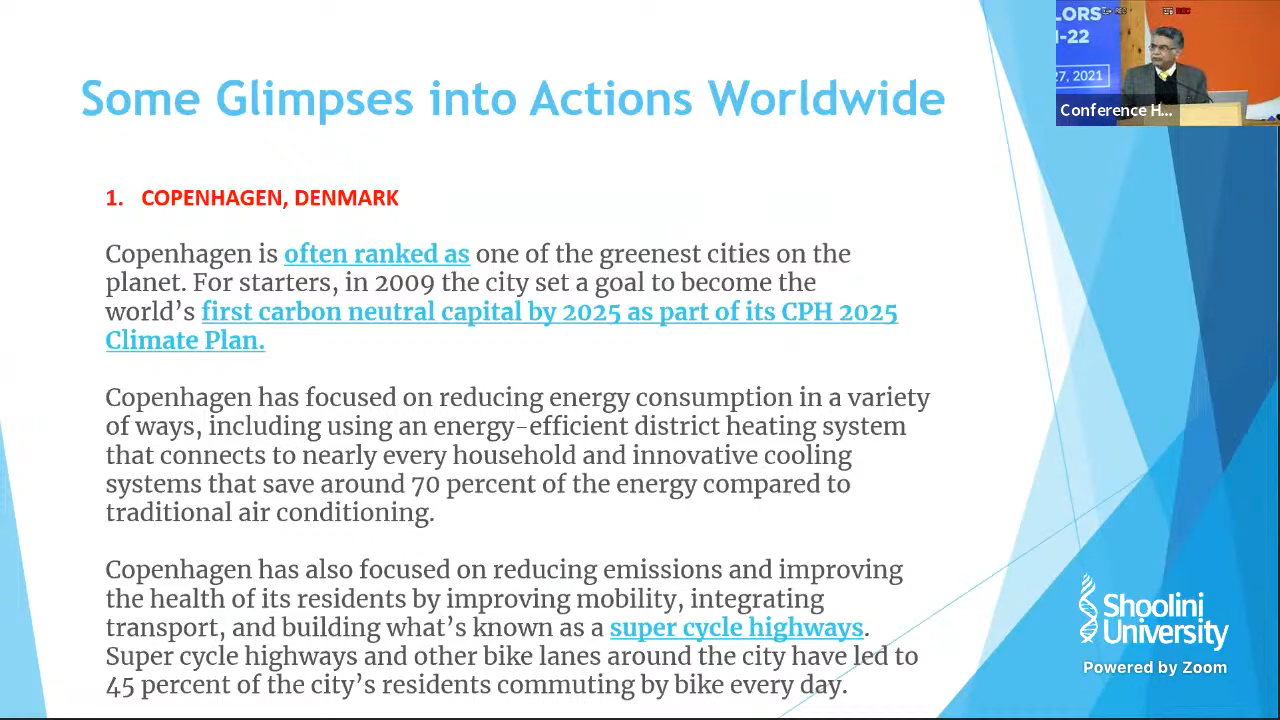 Some Glimpses into Actions Worldwide
LORS
-22
27, 2021
REC
Conference H...
1. COPENHAGEN, DENMARK
Copenhagen is often ranked as one of the greenest cities on the
planet. For starters, in 2009 the city set a goal to become the
world’s first carbon neutral capital by 2025 as part of its CPH 2025
Climate Plan.
Copenhagen has focused on reducing energy consumption in a variety
of ways, including using an energy-efficient district heating system
that connects to nearly every household and innovative cooling
systems that save around 70 percent of the energy compared to
traditional air conditioning.
Copenhagen has also focused on reducing emissions and improving
the health of its residents by improving mobility, integrating
transport, and building what’s known as a super cycle highways.
Super cycle highways and other bike lanes around the city have led to
45 percent of the city’s residents commuting by bike every day.
Shoolini
University
Powered by Zoom